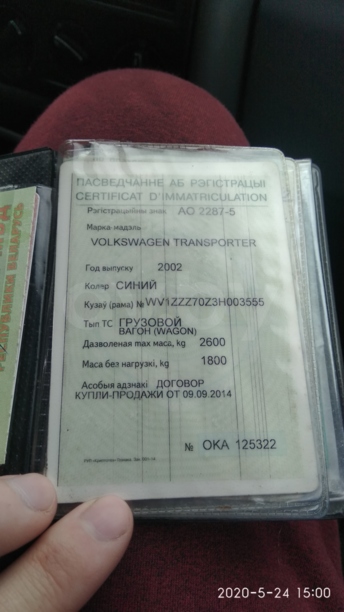 ПАСВЕДЧАННЕ АБ РЭГІСТРАЦЫІ
CERTIFICAT D'IMMATRICULATION
Рэгістрацыйны знак АО 2287-5
Марка-мадэль
VOLKSWAGEN TRANSPORTER
Год выпуску 2002
Колер СИНИЙ
Кузаў (рама) № WV1ZZZ70Z3H003555
Тып ТС ГРУЗОВОЙ
ВАГОН (WAGON)
Дазволеная max маса, kg 2600
Маса без нагрузкі, kg 1800
Асобыя адзнакі ДОГОВОР
КУПЛИ-ПРОДАЖИ ОТ 09.09.2014
№ ОКА 125322
2020-5-24 15:00